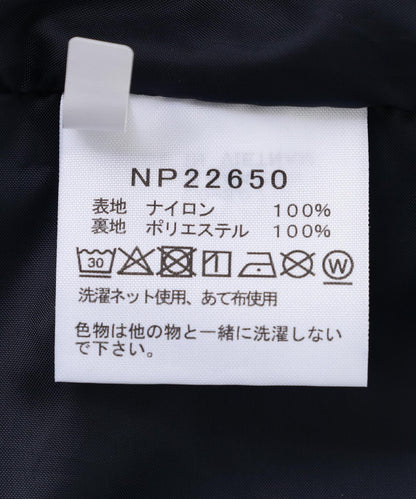 NP22650
表地 ナイロン 100%
裏地 ポリエステル 100%
30
W
洗濯ネット使用、あて布使用
色物は他の物と一緒に洗濯しない
で下さい。